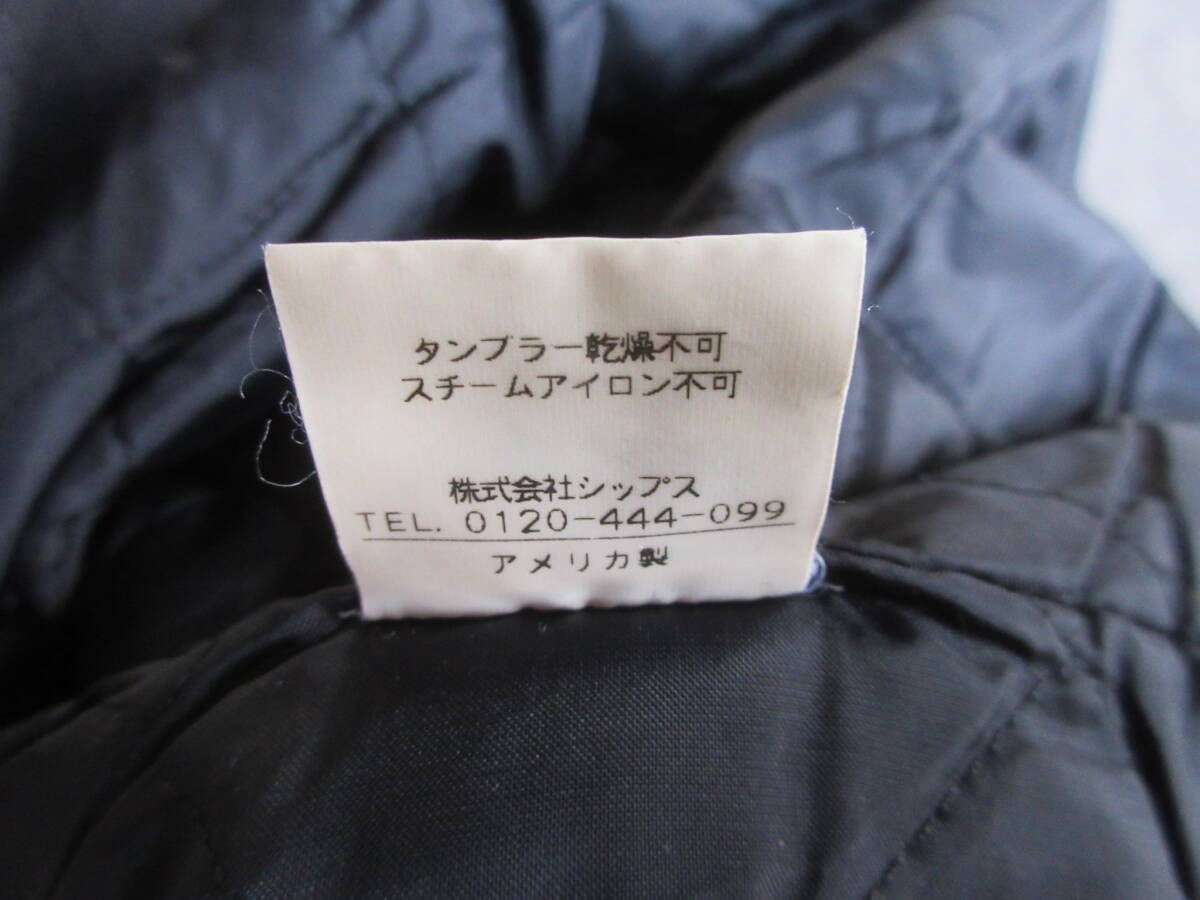 タンブラー乾燥不可
スチームアイロン不可
株式会社シップス
TEL. 0120-444-099
アメリカ製